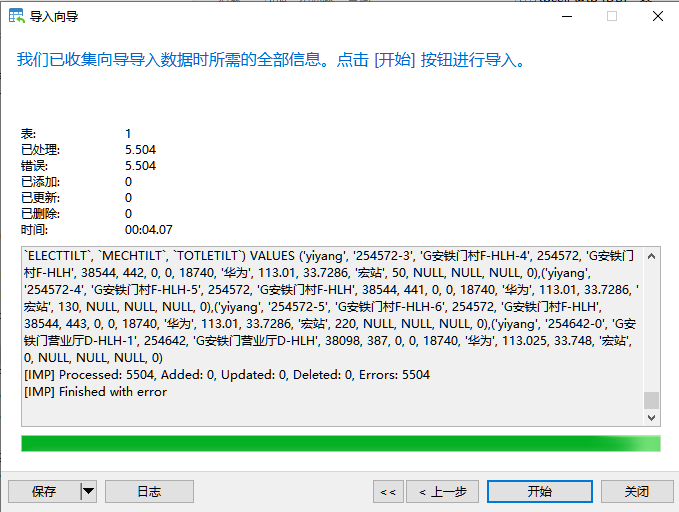 导入向导
我们已收集向导导入数据时所需的全部信息。点击 [开始] 按钮进行导入。
表: 1
已处理: 5.504
错误: 5.504
已添加: 0
已更新: 0
已删除: 0
时间: 00:04.07
`ELECTTILT`, `MECHTILT`, `TOTLETILT`) VALUES ('yiyang', '254572-3', 'G安铁门村F-HLH-4', 254572, 'G安铁门
村F-HLH', 38544, 442, 0, 0, 18740, '华为', 113.01, 33.7286, '宏站', 50, NULL, NULL, NULL, 0),('yiyang',
'254572-4', 'G安铁门村F-HLH-5', 254572, 'G安铁门村F-HLH', 38544, 441, 0, 0, 18740, '华为', 113.01, 33.7286, '
宏站', 130, NULL, NULL, NULL, 0),('yiyang', '254572-5', 'G安铁门村F-HLH-6', 254572, 'G安铁门村F-HLH',
38544, 443, 0, 0, 18740, '华为', 113.01, 33.7286, '宏站', 220, NULL, NULL, NULL, 0),('yiyang', '254642-0', 'G安
铁门营业厅D-HLH-1', 254642, 'G安铁门营业厅D-HLH', 38098, 387, 0, 0, 18740, '华为', 113.025, 33.748, '宏站',
0, NULL, NULL, NULL, 0)
[IMP] Processed: 5504, Added: 0, Updated: 0, Deleted: 0, Errors: 5504
[IMP] Finished with error
保存 日志 << < 上一步 开始 关闭